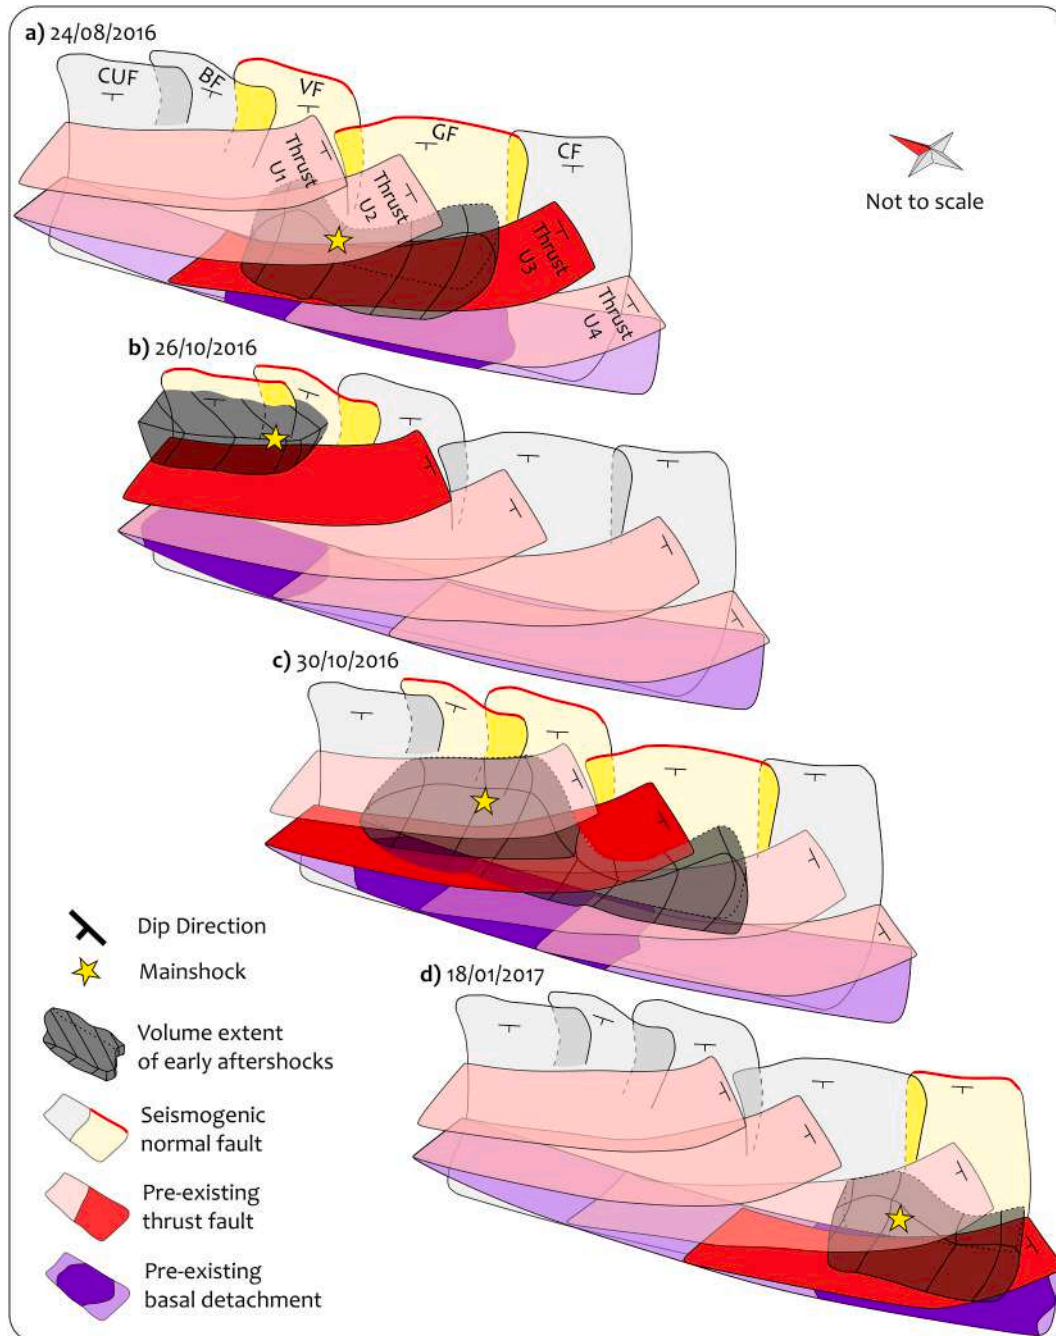 a) 24/08/2016
CUF
BF
VF
GF
CF
Thrust
U1
Thrust
U2
Thrust
U3
Thrust
U4
Not to scale
b) 26/10/2016
c) 30/10/2016
d) 18/01/2017
Dip Direction
Mainshock
Volume extent
of early aftershocks
Seismogenic
normal fault
Pre-existing
thrust fault
Pre-existing
basal detachment